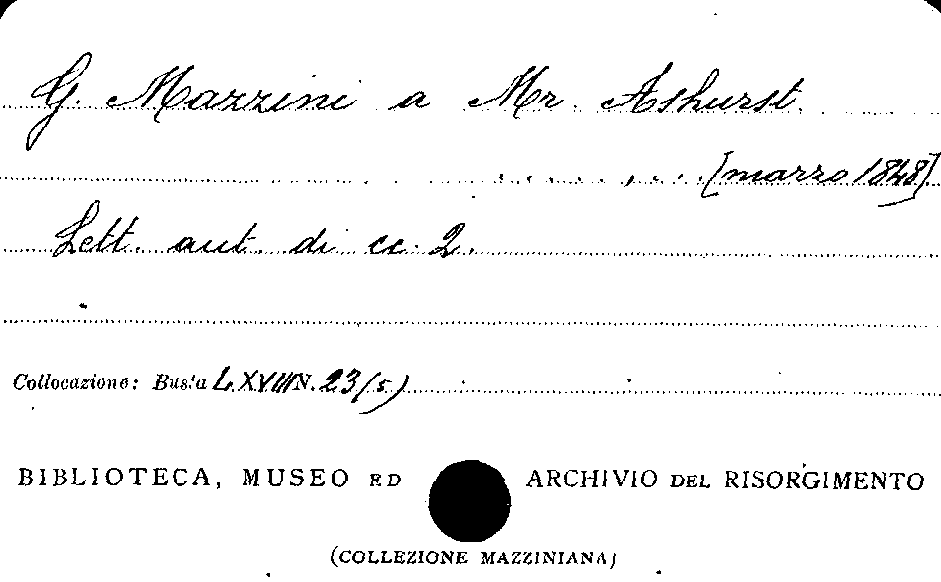 G. Mazzini a Mr. Ashurst.
[marzo 1848].
Lett. aut. di cc. 2.
Collocazione: Busta LXVIII N. 23 (5)
BIBLIOTECA, MUSEO ED ARCHIVIO DEL RISORGIMENTO
(COLLEZIONE MAZZINIANA)